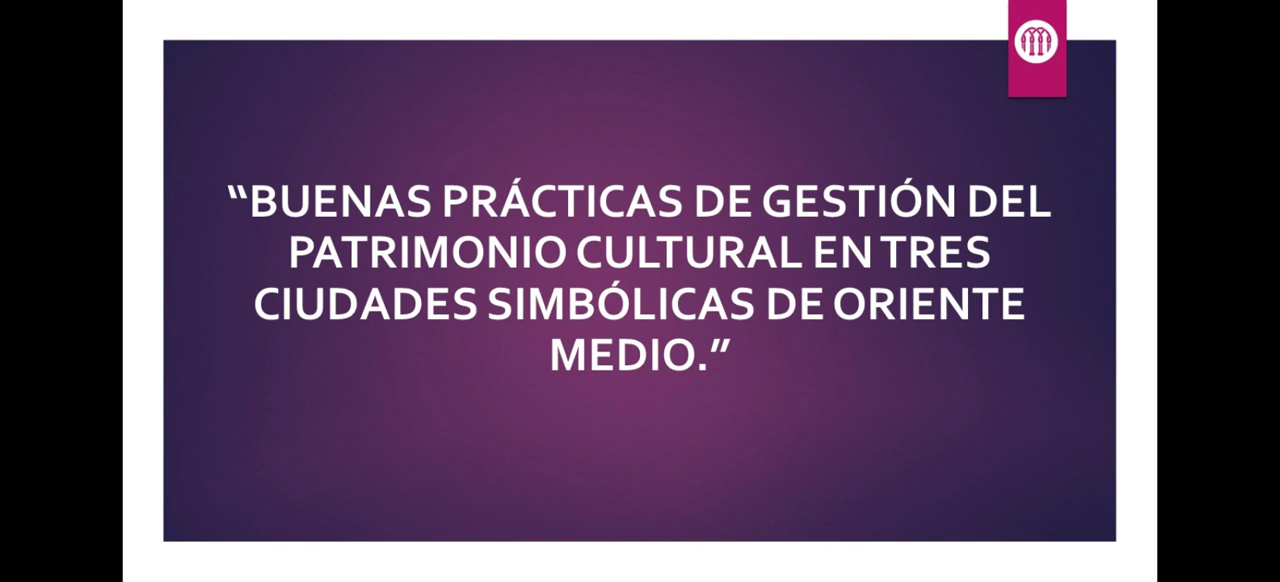 “BUENAS PRÁCTICAS DE GESTIÓN DEL
PATRIMONIO CULTURAL EN TRES
CIUDADES SIMBÓLICAS DE ORIENTE
MEDIO.”